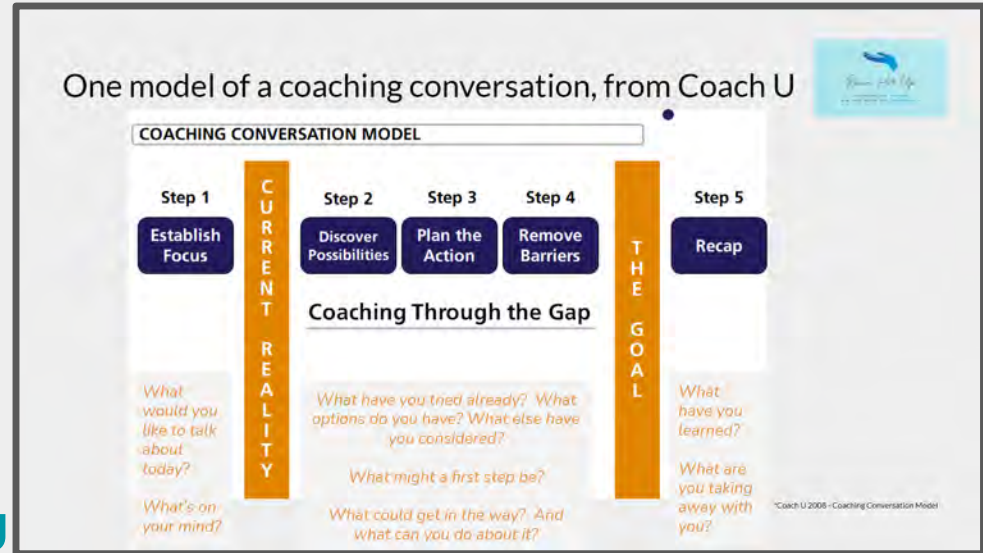 One model of a coaching conversation, from Coach U
COACHING CONVERSATION MODEL
Step 1
Establish
Focus
CURRENT REALITY
Step 2
Discover
Possibilities
Step 3
Plan the
Action
Step 4
Remove
Barriers
Coaching Through the Gap
THE GOAL
Step 5
Recap
What
would you
like to talk
about
today?
What's on
your mind?
What have you tried already? What
options do you have? What else have
you considered?
What might a first step be?
What could get in the way? And
what can you do about it?
What
have you
learned?
What are
you taking
away with
you?
*Coach U 2008 - Coaching Conversation Model